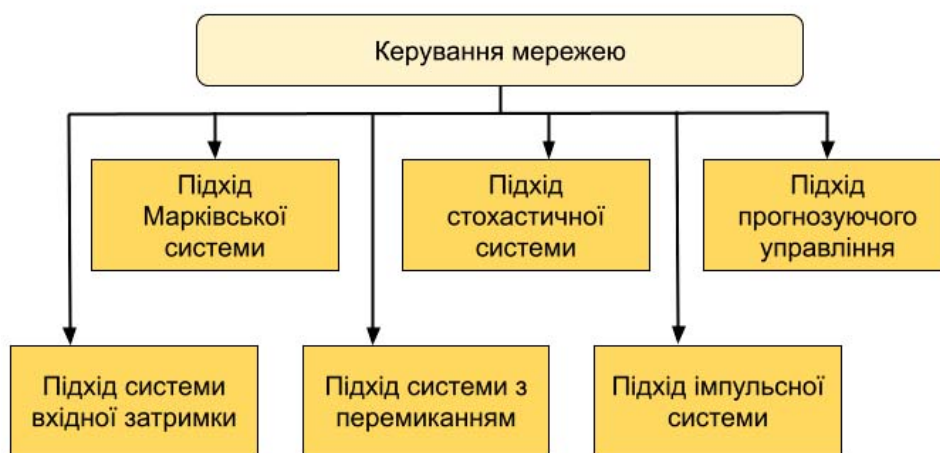 Керування мережею
Підхід
Марківської
системи
Підхід
стохастичної
системи
Підхід
прогнозуючого
управління
Підхід системи
вхідної затримки
Підхід системи з
перемиканням
Підхід імпульсної
системи